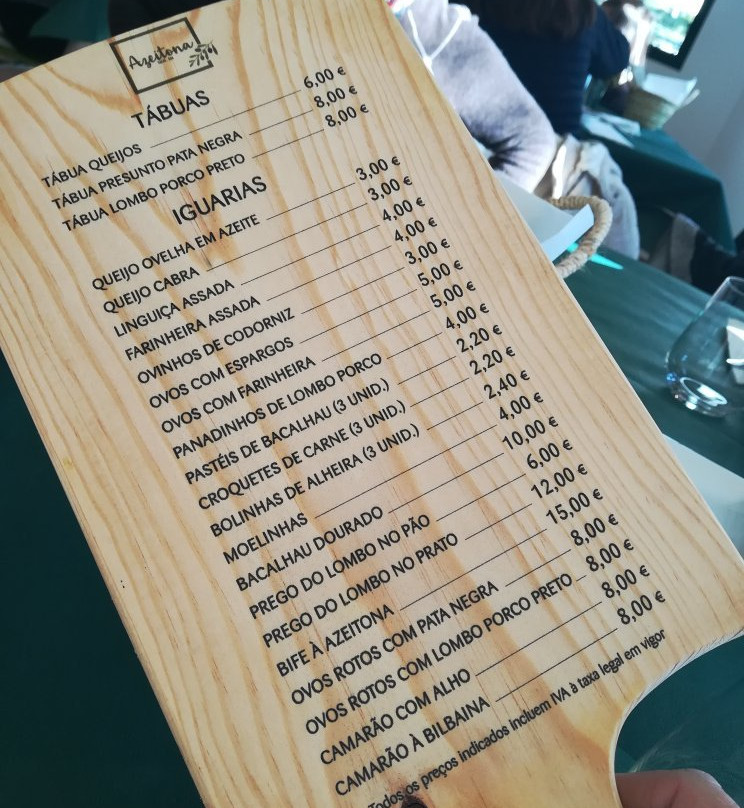 Azeitona
TÁBUAS
TÁBUA QUEIJOS 6,00 €
TÁBUA PRESUNTO PATA NEGRA 8,00 €
TÁBUA LOMBO PORCO PRETO 8,00 €
IGUARIAS
QUEIJO OVELHA EM AZEITE 3,00 €
QUEIJO CABRA 3,00 €
LINGUIÇA ASSADA 4,00 €
FARINHEIRA ASSADA 4,00 €
OVINHOS DE CODORNIZ 3,00 €
OVOS COM ESPARGOS 5,00 €
OVOS COM FARINHEIRA 5,00 €
PANADINHOS DE LOMBO PORCO 4,00 €
PASTÉIS DE BACALHAU (3 UNID.) 2,20 €
CROQUETES DE CARNE (3 UNID.) 2,20 €
BOLINHAS DE ALHEIRA (3 UNID.) 2,40 €
MOELINHAS 4,00 €
BACALHAU DOURADO 10,00 €
PREGO DO LOMBO NO PÃO 6,00 €
PREGO DO LOMBO NO PRATO 12,00 €
BIFE À AZEITONA 15,00 €
OVOS ROTOS COM PATA NEGRA 8,00 €
OVOS ROTOS COM LOMBO PORCO PRETO 8,00 €
CAMARÃO COM ALHO 8,00 €
CAMARÃO À BILBAINA 8,00 €
Todos os preços indicados incluem IVA à taxa legal em vigor